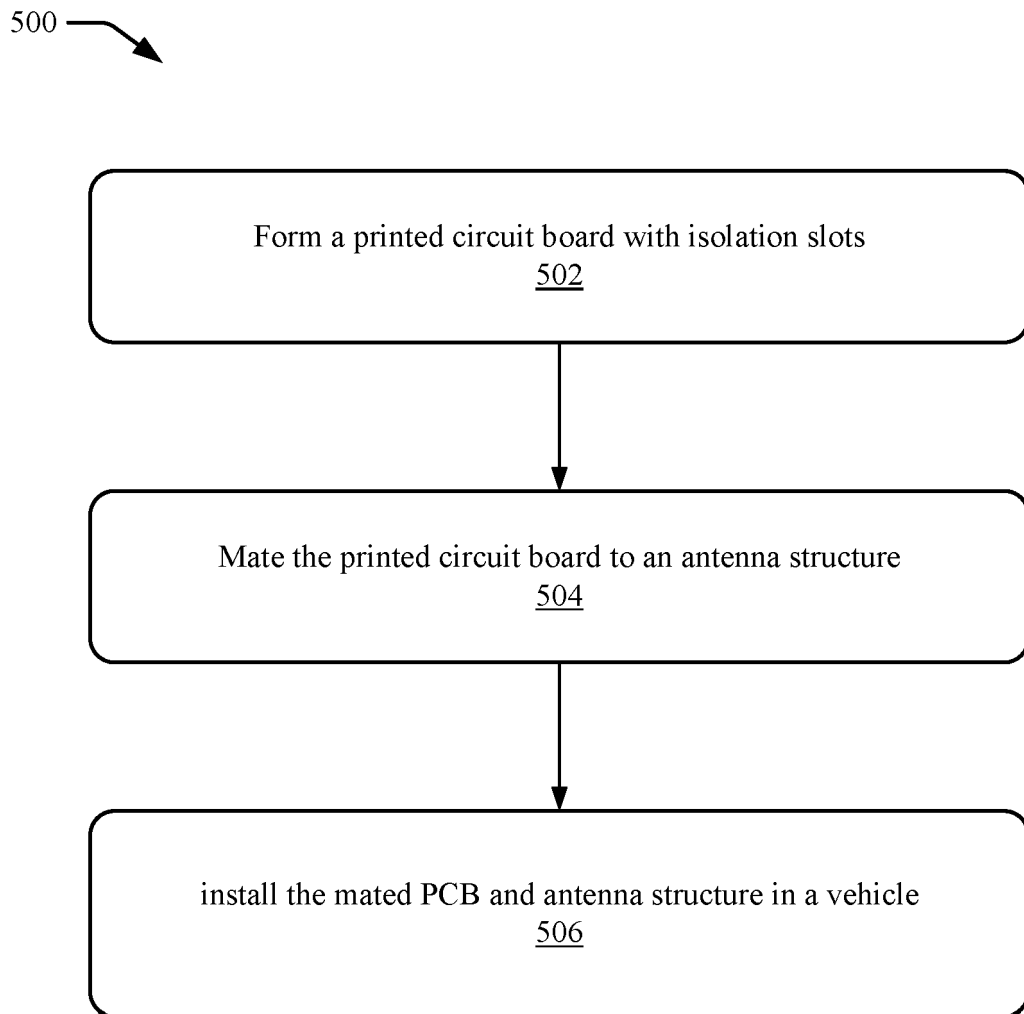 500
Form a printed circuit board with isolation slots
502
Mate the printed circuit board to an antenna structure
504
install the mated PCB and antenna structure in a vehicle
506